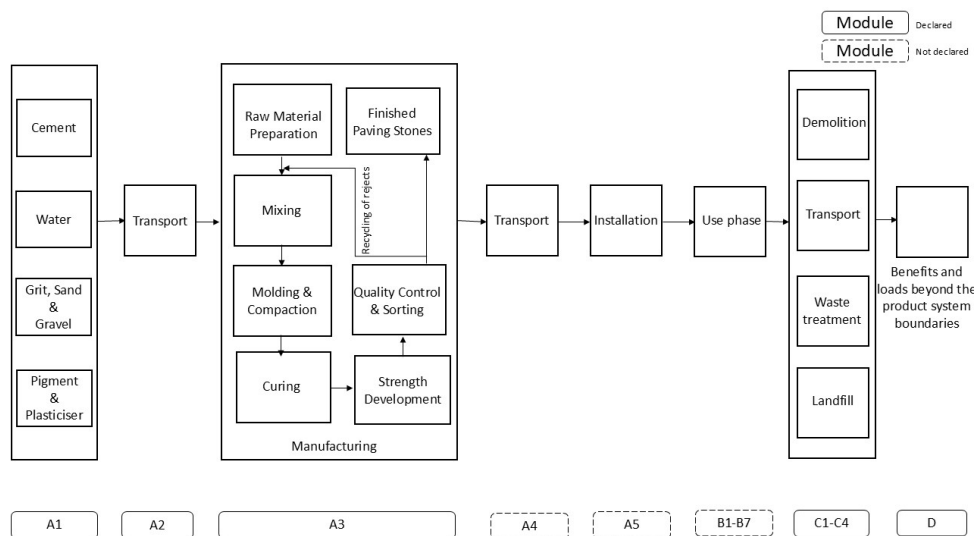 Module Declared
Module Not declared
Cement
Water
Grit, Sand
&
Gravel
Pigment
&
Plasticiser
Transport
Raw Material
Preparation
Mixing
Molding &
Compaction
Curing
Finished
Paving Stones
Recycling of rejects
Quality Control
& Sorting
Strength
Development
Manufacturing
Transport
Installation
Use phase
Demolition
Transport
Waste
treatment
Landfill
Benefits and
loads beyond the
product system
boundaries
A1
A2
A3
A4
A5
B1-B7
C1-C4
D